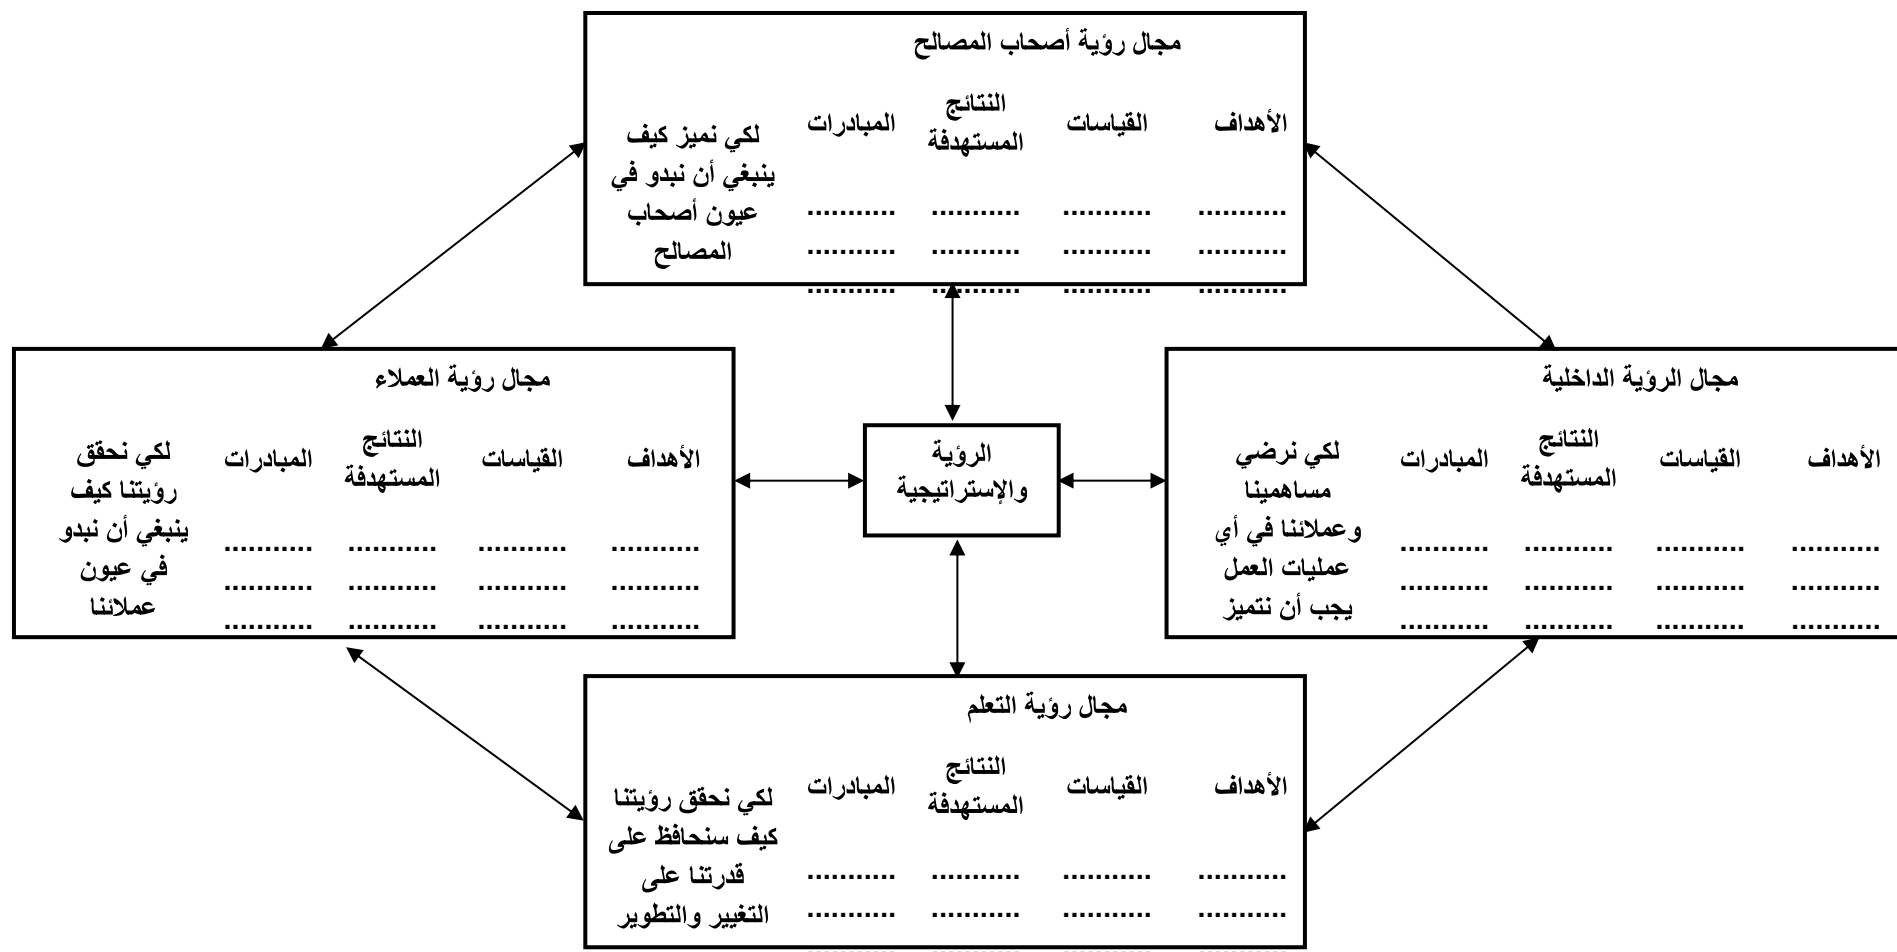 مجال رؤية أصحاب المصالح
الأهداف
القياسات
النتائج
المستهدفة
المبادرات
لكي نميز كيف
ينبغي أن نبدو في
عيون أصحاب
المصالح
........... ........... ........... ...........
........... ........... ........... ...........
........... ........... ........... ...........
مجال الرؤية الداخلية
الأهداف
القياسات
النتائج
المستهدفة
المبادرات
لكي نرضي
مساهمينا
وعملائنا في أي
عمليات العمل
يجب أن نتميز
........... ........... ........... ...........
........... ........... ........... ...........
........... ........... ........... ...........
الرؤية
والإستراتيجية
مجال رؤية العملاء
الأهداف
القياسات
النتائج
المستهدفة
المبادرات
لكي نحقق
رؤيتنا كيف
ينبغي أن نبدو
في عيون
عملائنا
........... ........... ........... ...........
........... ........... ........... ...........
........... ........... ........... ...........
مجال رؤية التعلم
الأهداف
القياسات
النتائج
المستهدفة
المبادرات
لكي نحقق رؤيتنا
كيف سنحافظ على
قدرتنا على
التغيير والتطوير
........... ........... ........... ...........
........... ........... ........... ...........